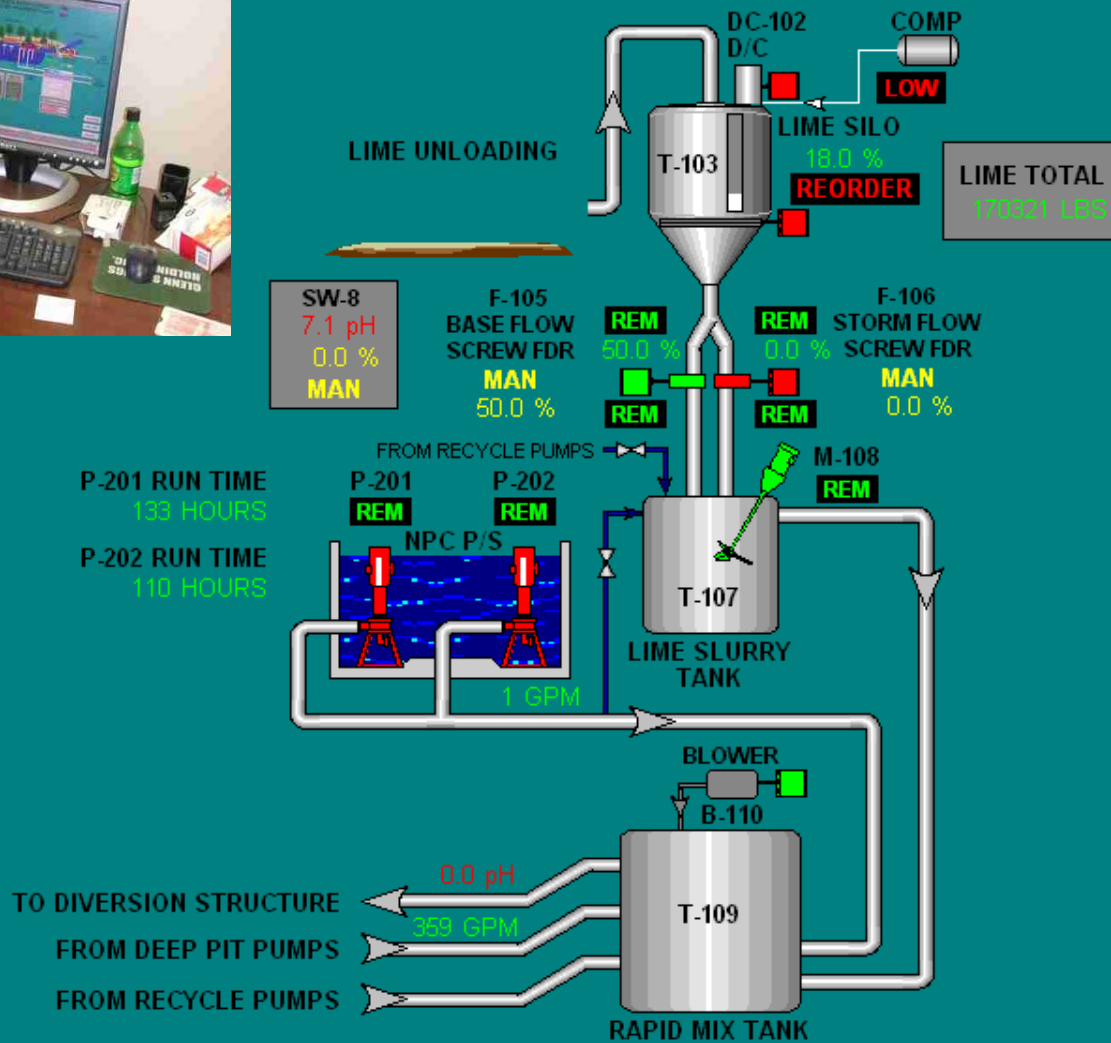 DC-102
D/C
COMP
LOW
LIME UNLOADING
T-103
LIME SILO
18.0 %
REORDER
LIME TOTAL
170321 LBS
SW-8
7.1 pH
0.0 %
MAN
F-105
BASE FLOW
SCREW FDR
MAN
50.0 %
REM
50.0 %
REM
REM
0.0 %
REM
F-106
STORM FLOW
SCREW FDR
MAN
0.0 %
FROM RECYCLE PUMPS
M-108
REM
P-201 RUN TIME
133 HOURS
P-202 RUN TIME
110 HOURS
P-201
REM
P-202
REM
NPC P/S
T-107
LIME SLURRY
TANK
1 GPM
BLOWER
B-110
0.0 pH
TO DIVERSION STRUCTURE
359 GPM
FROM DEEP PIT PUMPS
FROM RECYCLE PUMPS
T-109
RAPID MIX TANK